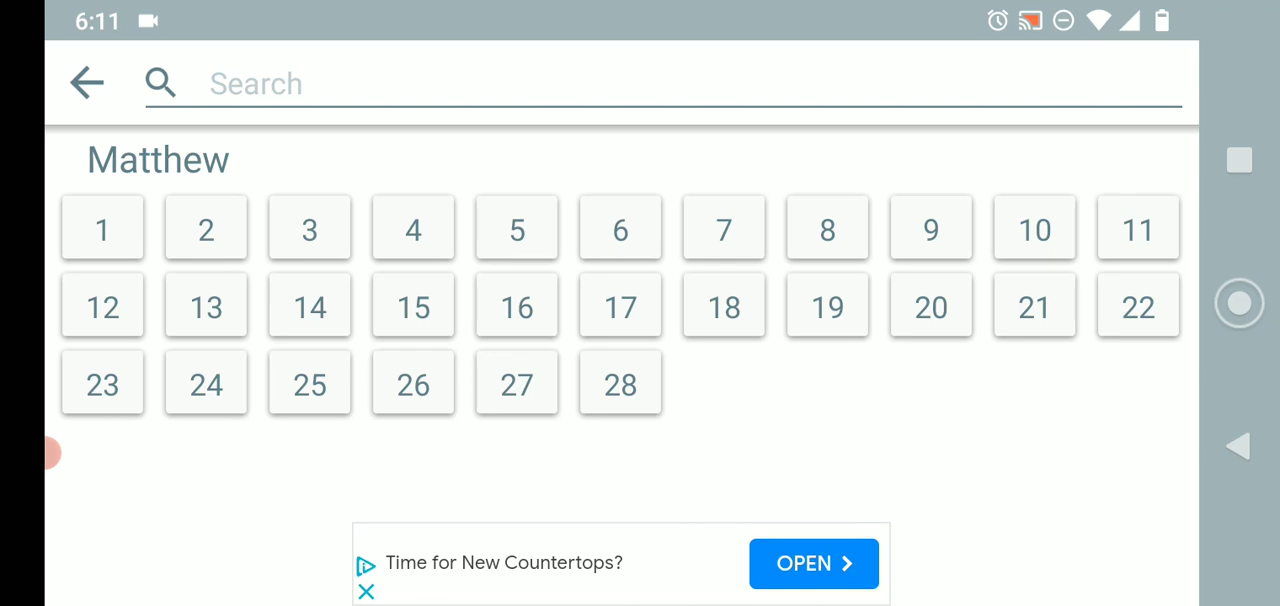 6:11
Search
Matthew
1 2 3 4 5 6 7 8 9 10 11
12 13 14 15 16 17 18 19 20 21 22
23 24 25 26 27 28
Time for New Countertops?
OPEN